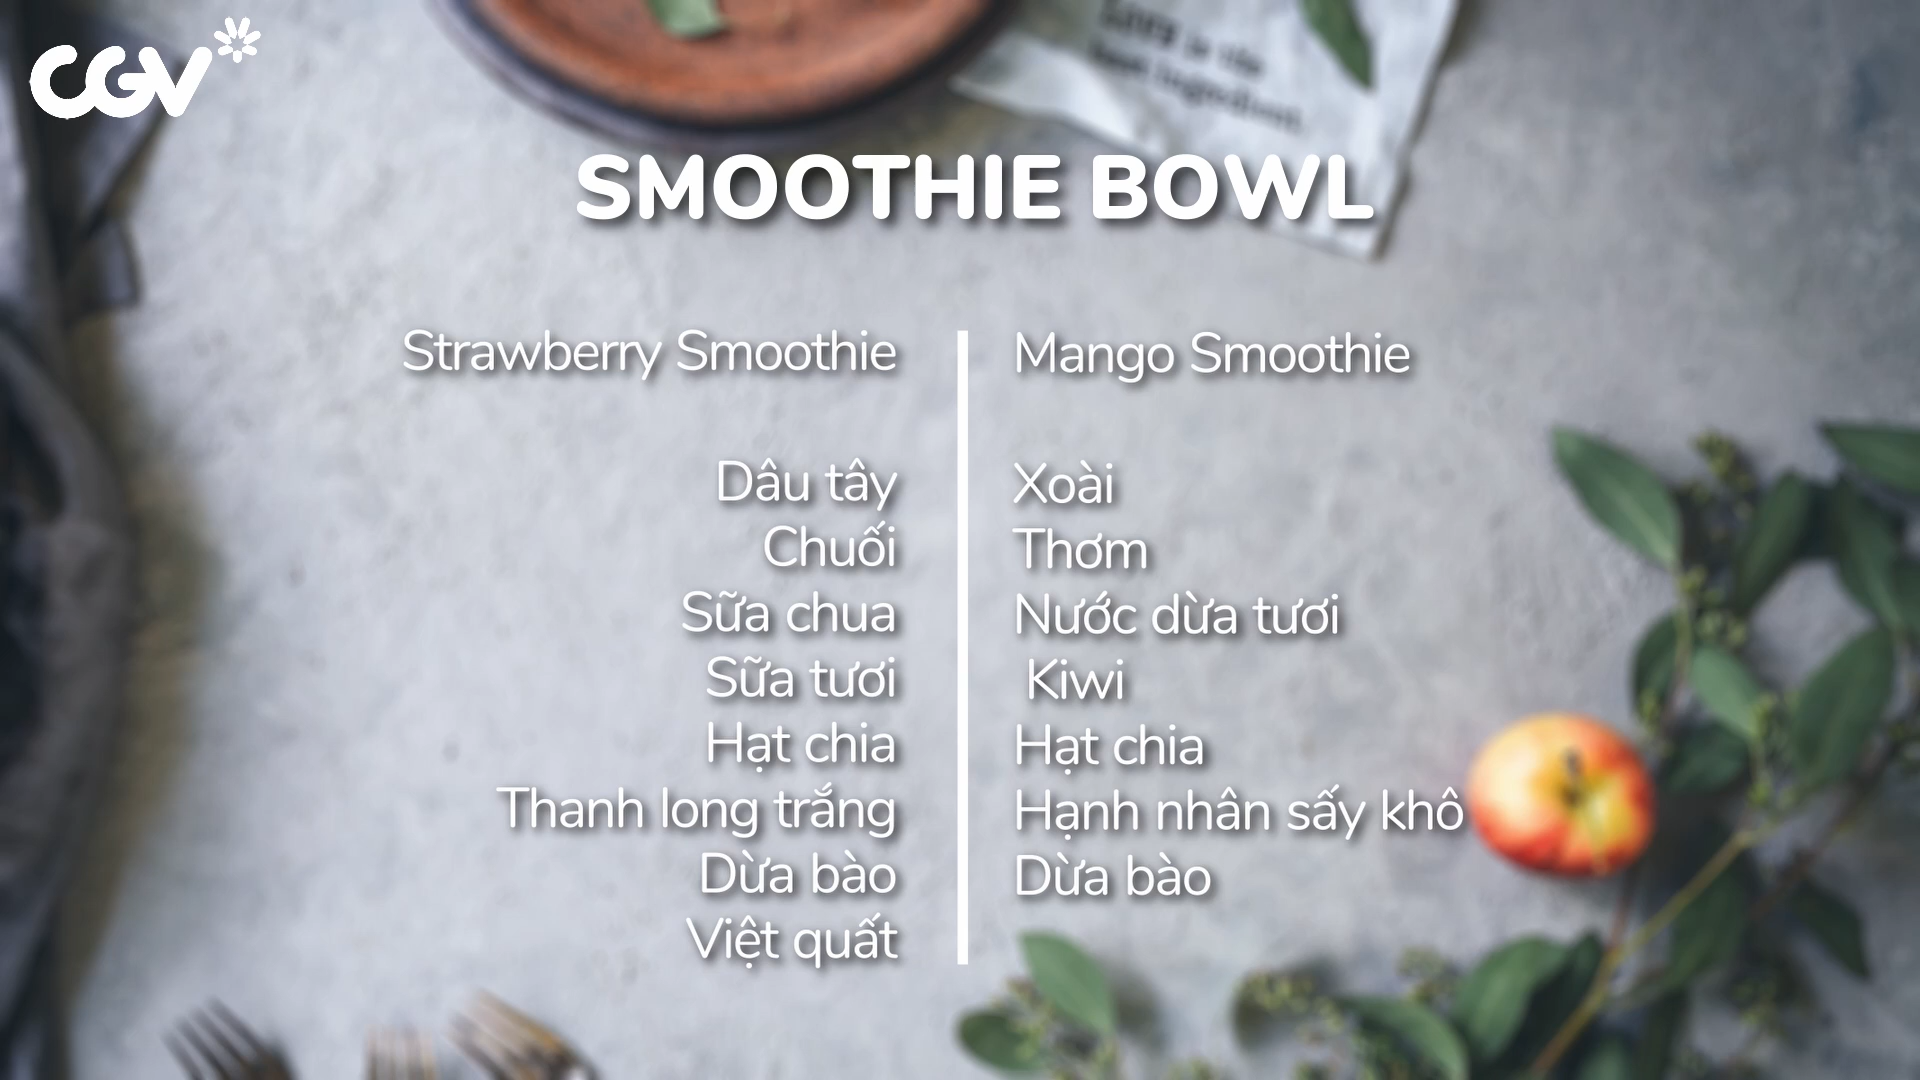 CGV
SMOOTHIE BOWL
Strawberry Smoothie
Dâu tây
Chuối
Sữa chua
Sữa tươi
Hạt chia
Thanh long trắng
Dừa bào
Việt quất
Mango Smoothie
Xoài
Thơm
Nước dừa tươi
Kiwi
Hạt chia
Hạnh nhân sấy khô
Dừa bào